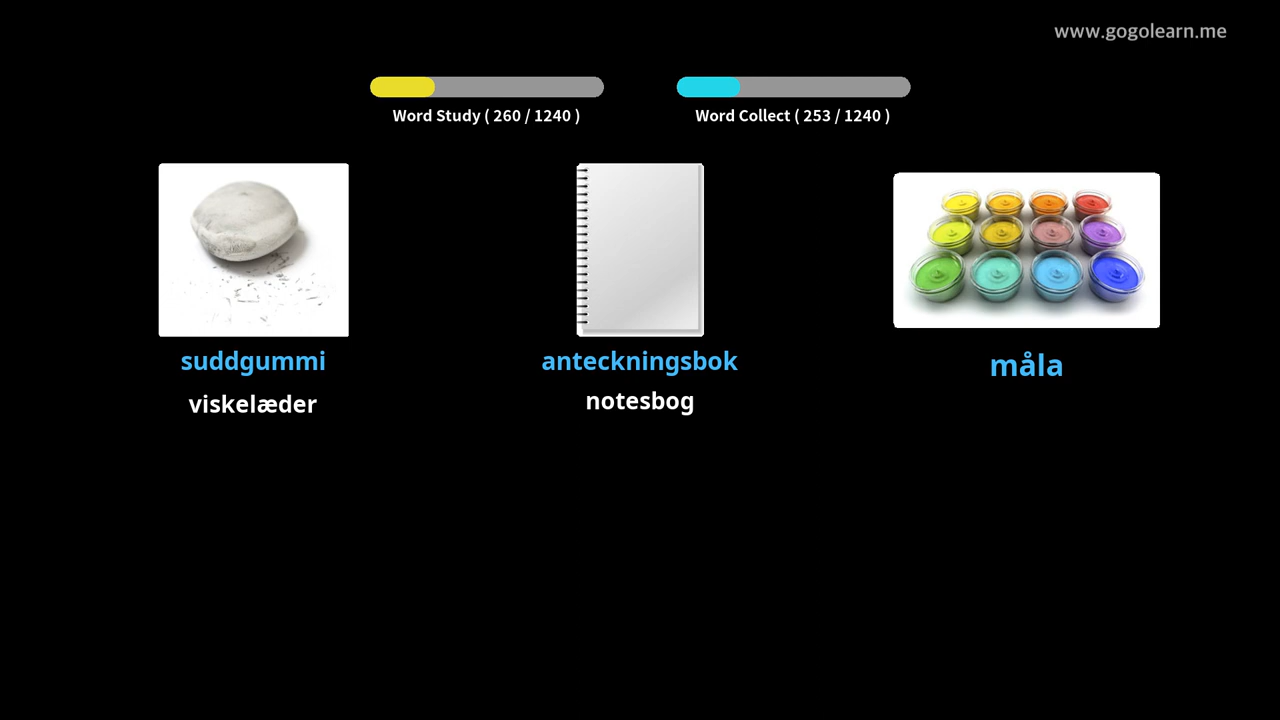 www.gogolearn.me
Word Study ( 260 / 1240 )
Word Collect ( 253 / 1240 )
suddgummi
viskelæder
anteckningsbok
notesbog
måla